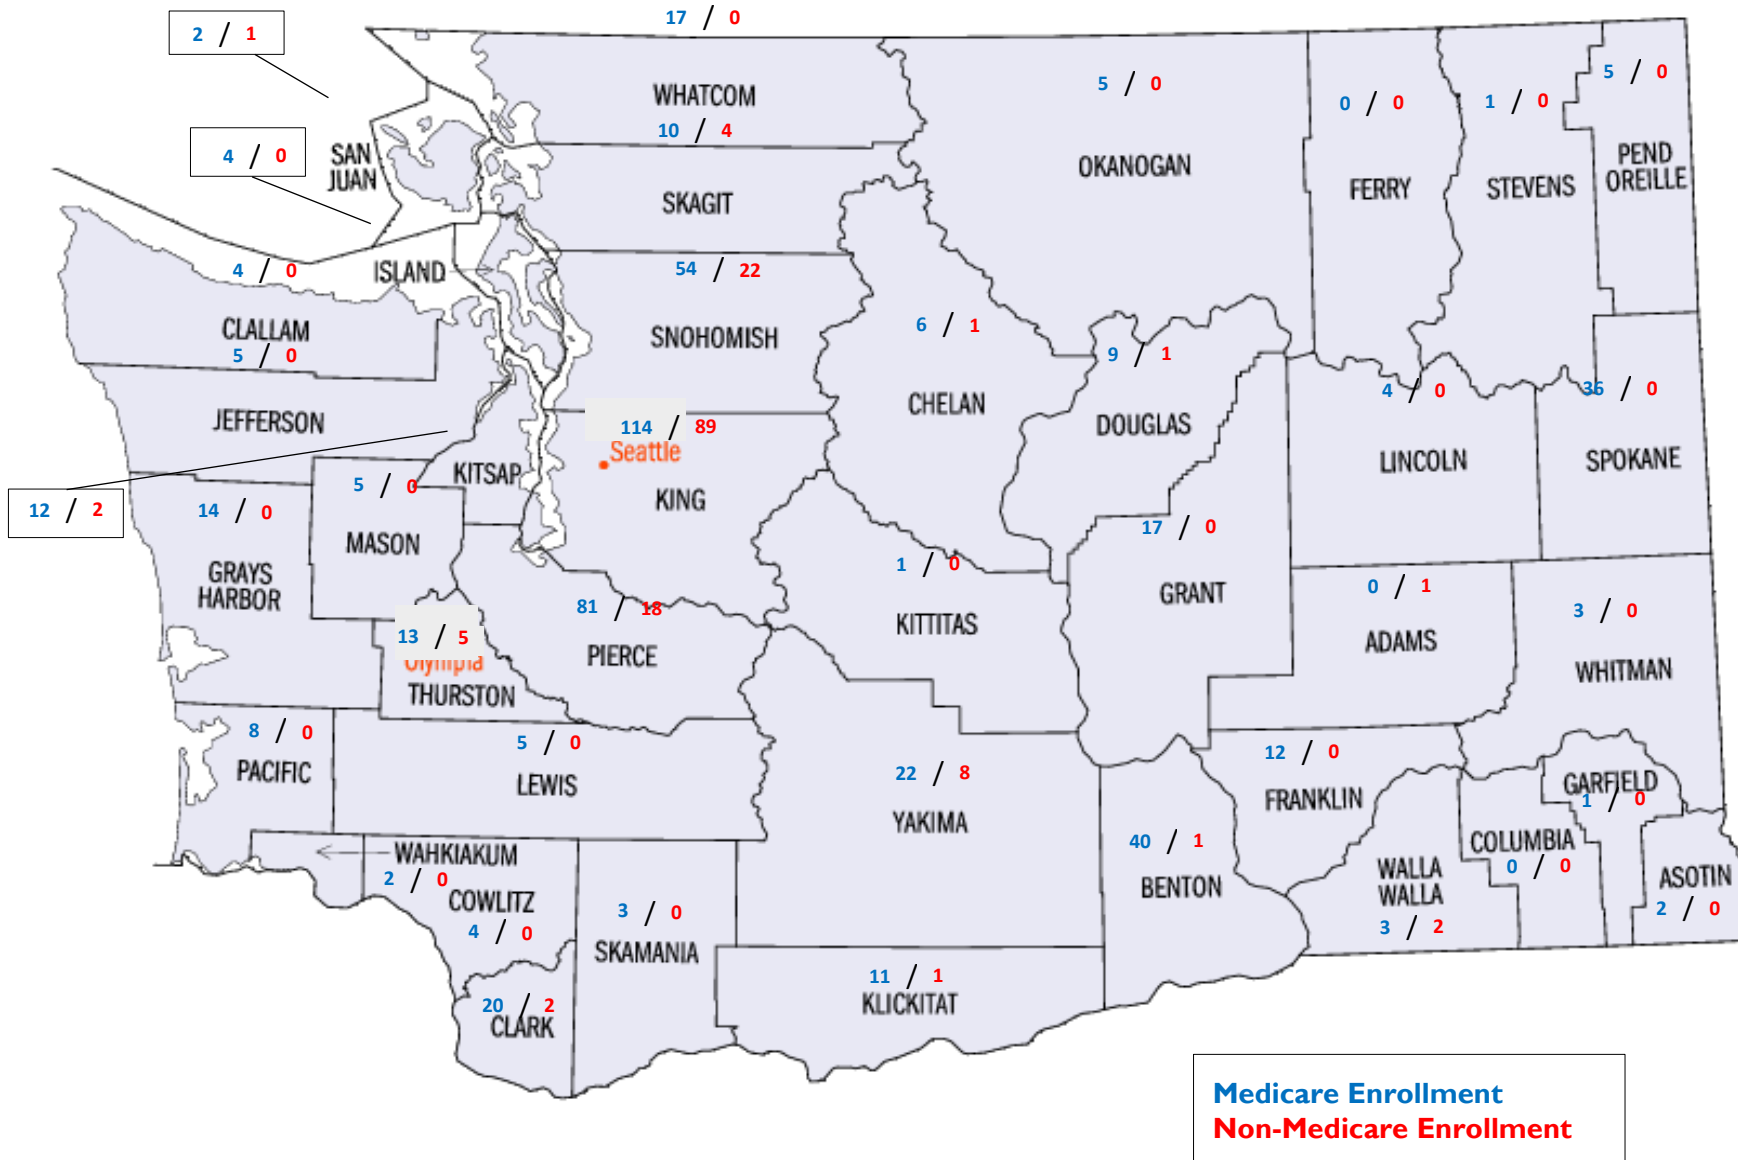 17 / 0
2 / 1
WHATCOM
10 / 4
5 / 0
OKANOGAN
0 / 0
FERRY
1 / 0
STEVENS
5 / 0
PEND
OREILLE
4 / 0
SAN
JUAN
SKAGIT
4 / 0
ISLAND
54 / 22
SNOHOMISH
CLALLAM
5 / 0
JEFFERSON
6 / 1
CHELAN
9 / 1
DOUGLAS
4 / 0
LINCOLN
36 / 0
SPOKANE
114 / 89
Seattle
KING
KITSAP
12 / 2
14 / 0
GRAYS
HARBOR
5 / 0
MASON
1 / 0
KITTITAS
17 / 0
GRANT
0 / 1
ADAMS
3 / 0
WHITMAN
81 / 18
PIERCE
13 / 5
Olympia
THURSTON
8 / 0
PACIFIC
5 / 0
LEWIS
22 / 8
YAKIMA
12 / 0
FRANKLIN
GARFIELD
1 / 0
COLUMBIA
0 / 0
WAHKIAKUM
2 / 0
COWLITZ
4 / 0
3 / 0
SKAMANIA
40 / 1
BENTON
WALLA
WALLA
3 / 2
ASOTIN
2 / 0
20 / 2
CLARK
11 / 1
KLICKITAT
Medicare Enrollment
Non-Medicare Enrollment